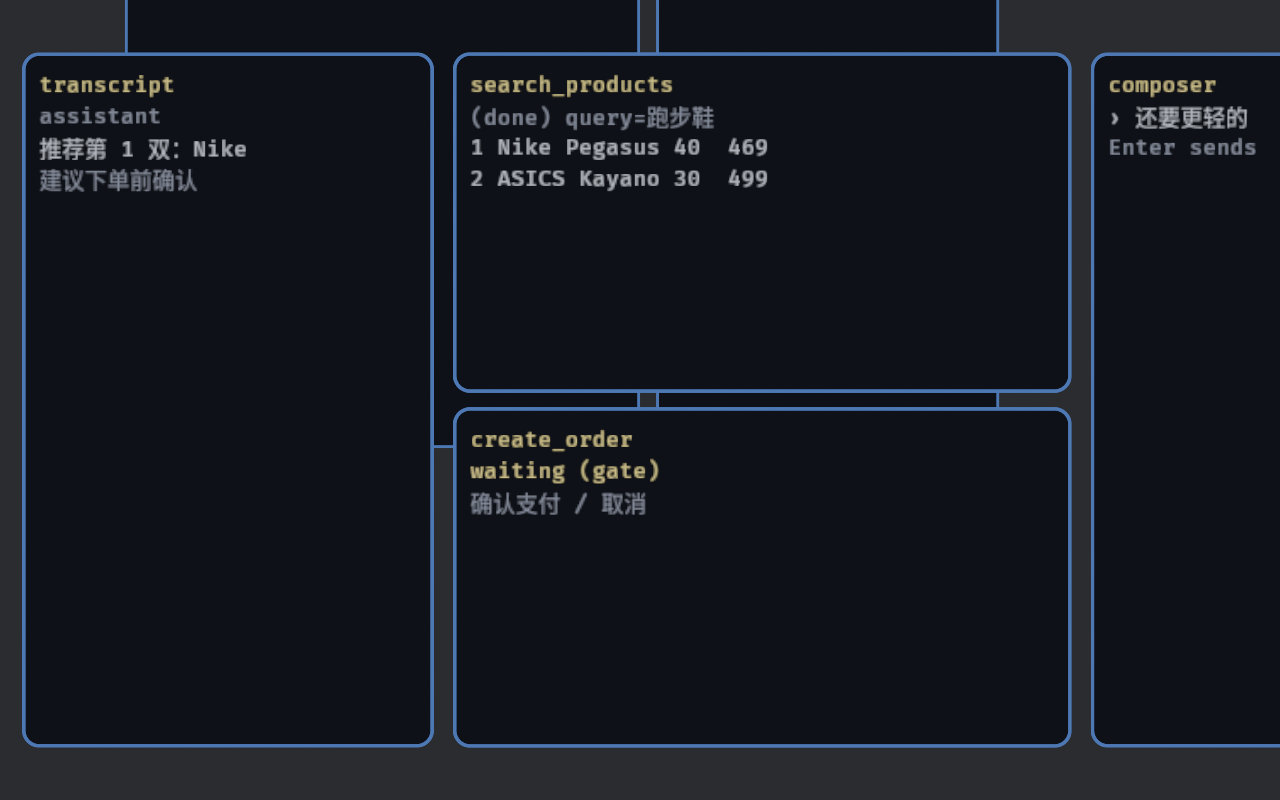 transcript
assistant
推荐第 1 双: Nike
建议下单前确认
search_products
(done) query=跑步鞋
1 Nike Pegasus 40  469
2 ASICS Kayano 30  499
create_order
waiting (gate)
确认支付 / 取消
composer
› 还要更轻的
Enter sends